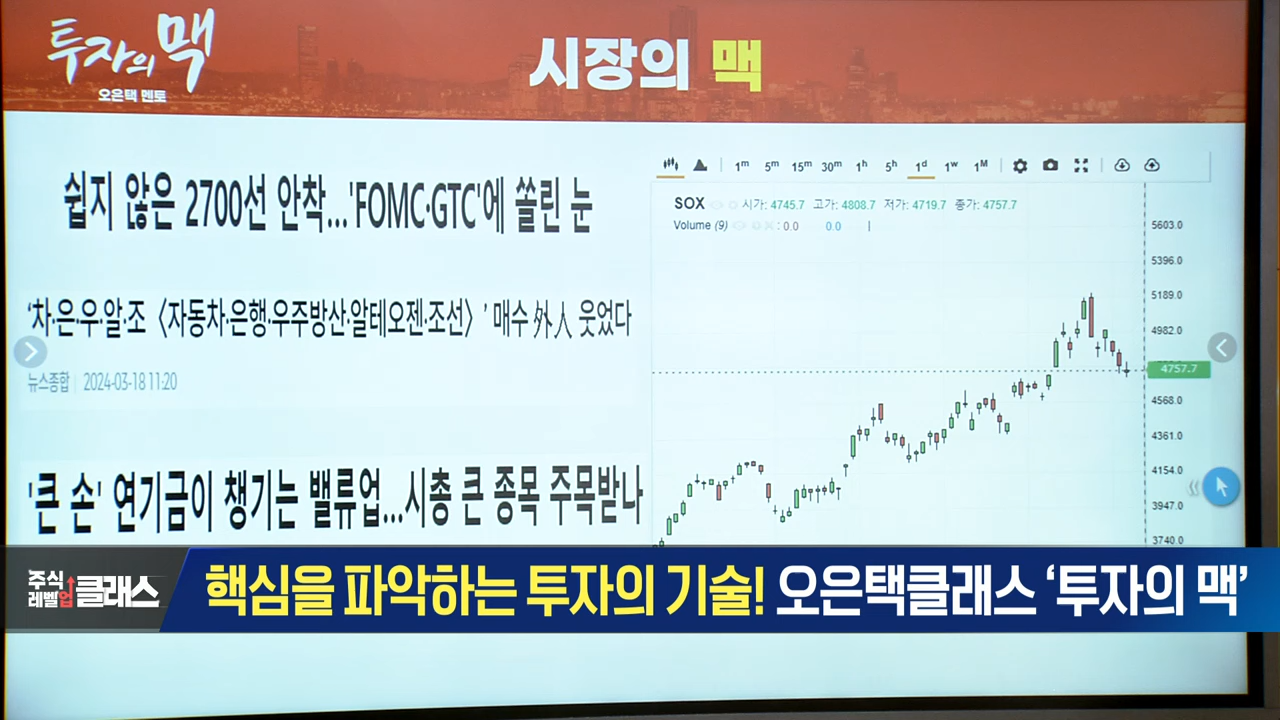 투자의 맥
오은택 멘토
시장의 맥
쉽지 않은 2700선 안착...'FOMC·GTC'에 쏠린 눈
'차·은·우·알·조〈자동차·은행·우주방산·알테오젠·조선〉' 매수 外人 웃었다
뉴스종합 | 2024-03-18 11:20
'큰 손' 연기금이 챙기는 밸류업...시총 큰 종목 주목받나
1m 5m 15m 30m 1h 5h 1d 1w 1M
SOX 시가: 4745.7 고가: 4808.7 저가: 4719.7 종가: 4757.7
Volume (9) : 0.0 0.0
5603.0
5396.0
5189.0
4982.0
4757.7
4568.0
4361.0
4154.0
3947.0
3740.0
주식
레벨업
클래스
핵심을 파악하는 투자의 기술! 오은택클래스 '투자의 맥'